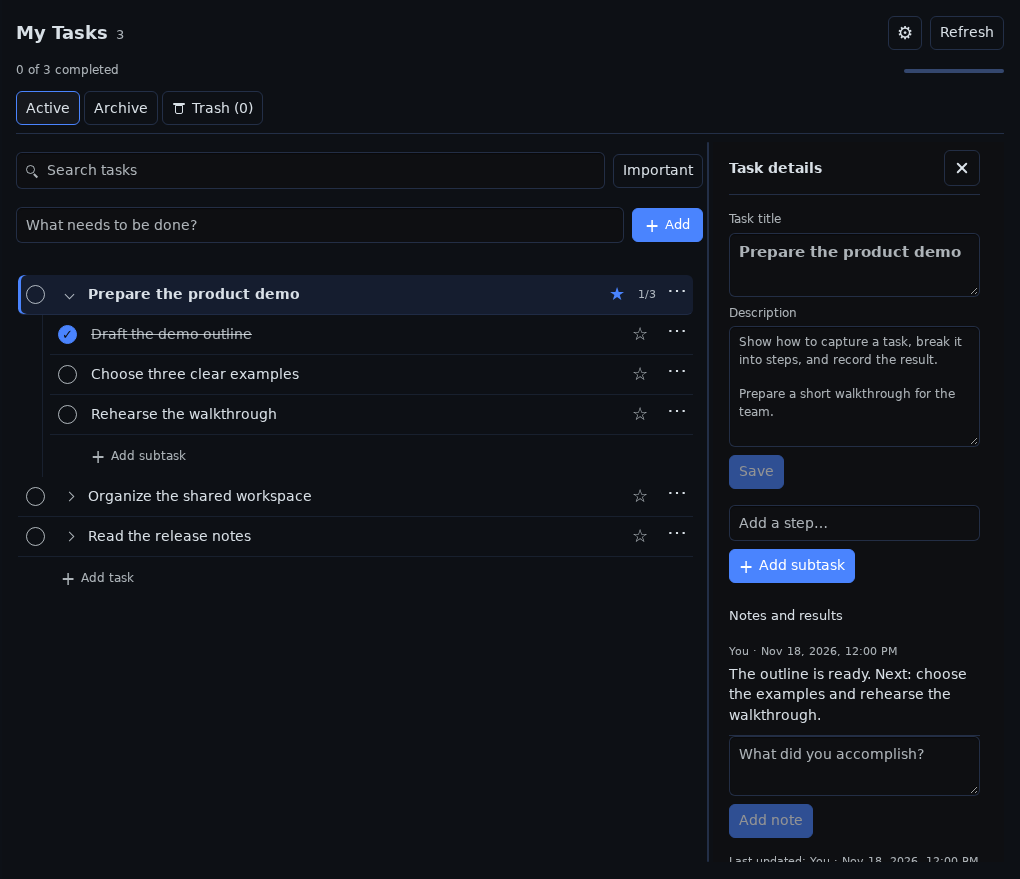 My Tasks 3
Refresh
0 of 3 completed
Active
Archive
Trash (0)
Search tasks
Important
What needs to be done?
+ Add
Prepare the product demo
1/3
Draft the demo outline
Choose three clear examples
Rehearse the walkthrough
+ Add subtask
Organize the shared workspace
Read the release notes
+ Add task
Task details
Task title
Prepare the product demo
Description
Show how to capture a task, break it
into steps, and record the result.
Prepare a short walkthrough for the
team.
Save
Add a step…
+ Add subtask
Notes and results
You · Nov 18, 2026, 12:00 PM
The outline is ready. Next: choose
the examples and rehearse the
walkthrough.
What did you accomplish?
Add note
Last updated: You · Nov 18, 2026, 12:00 PM